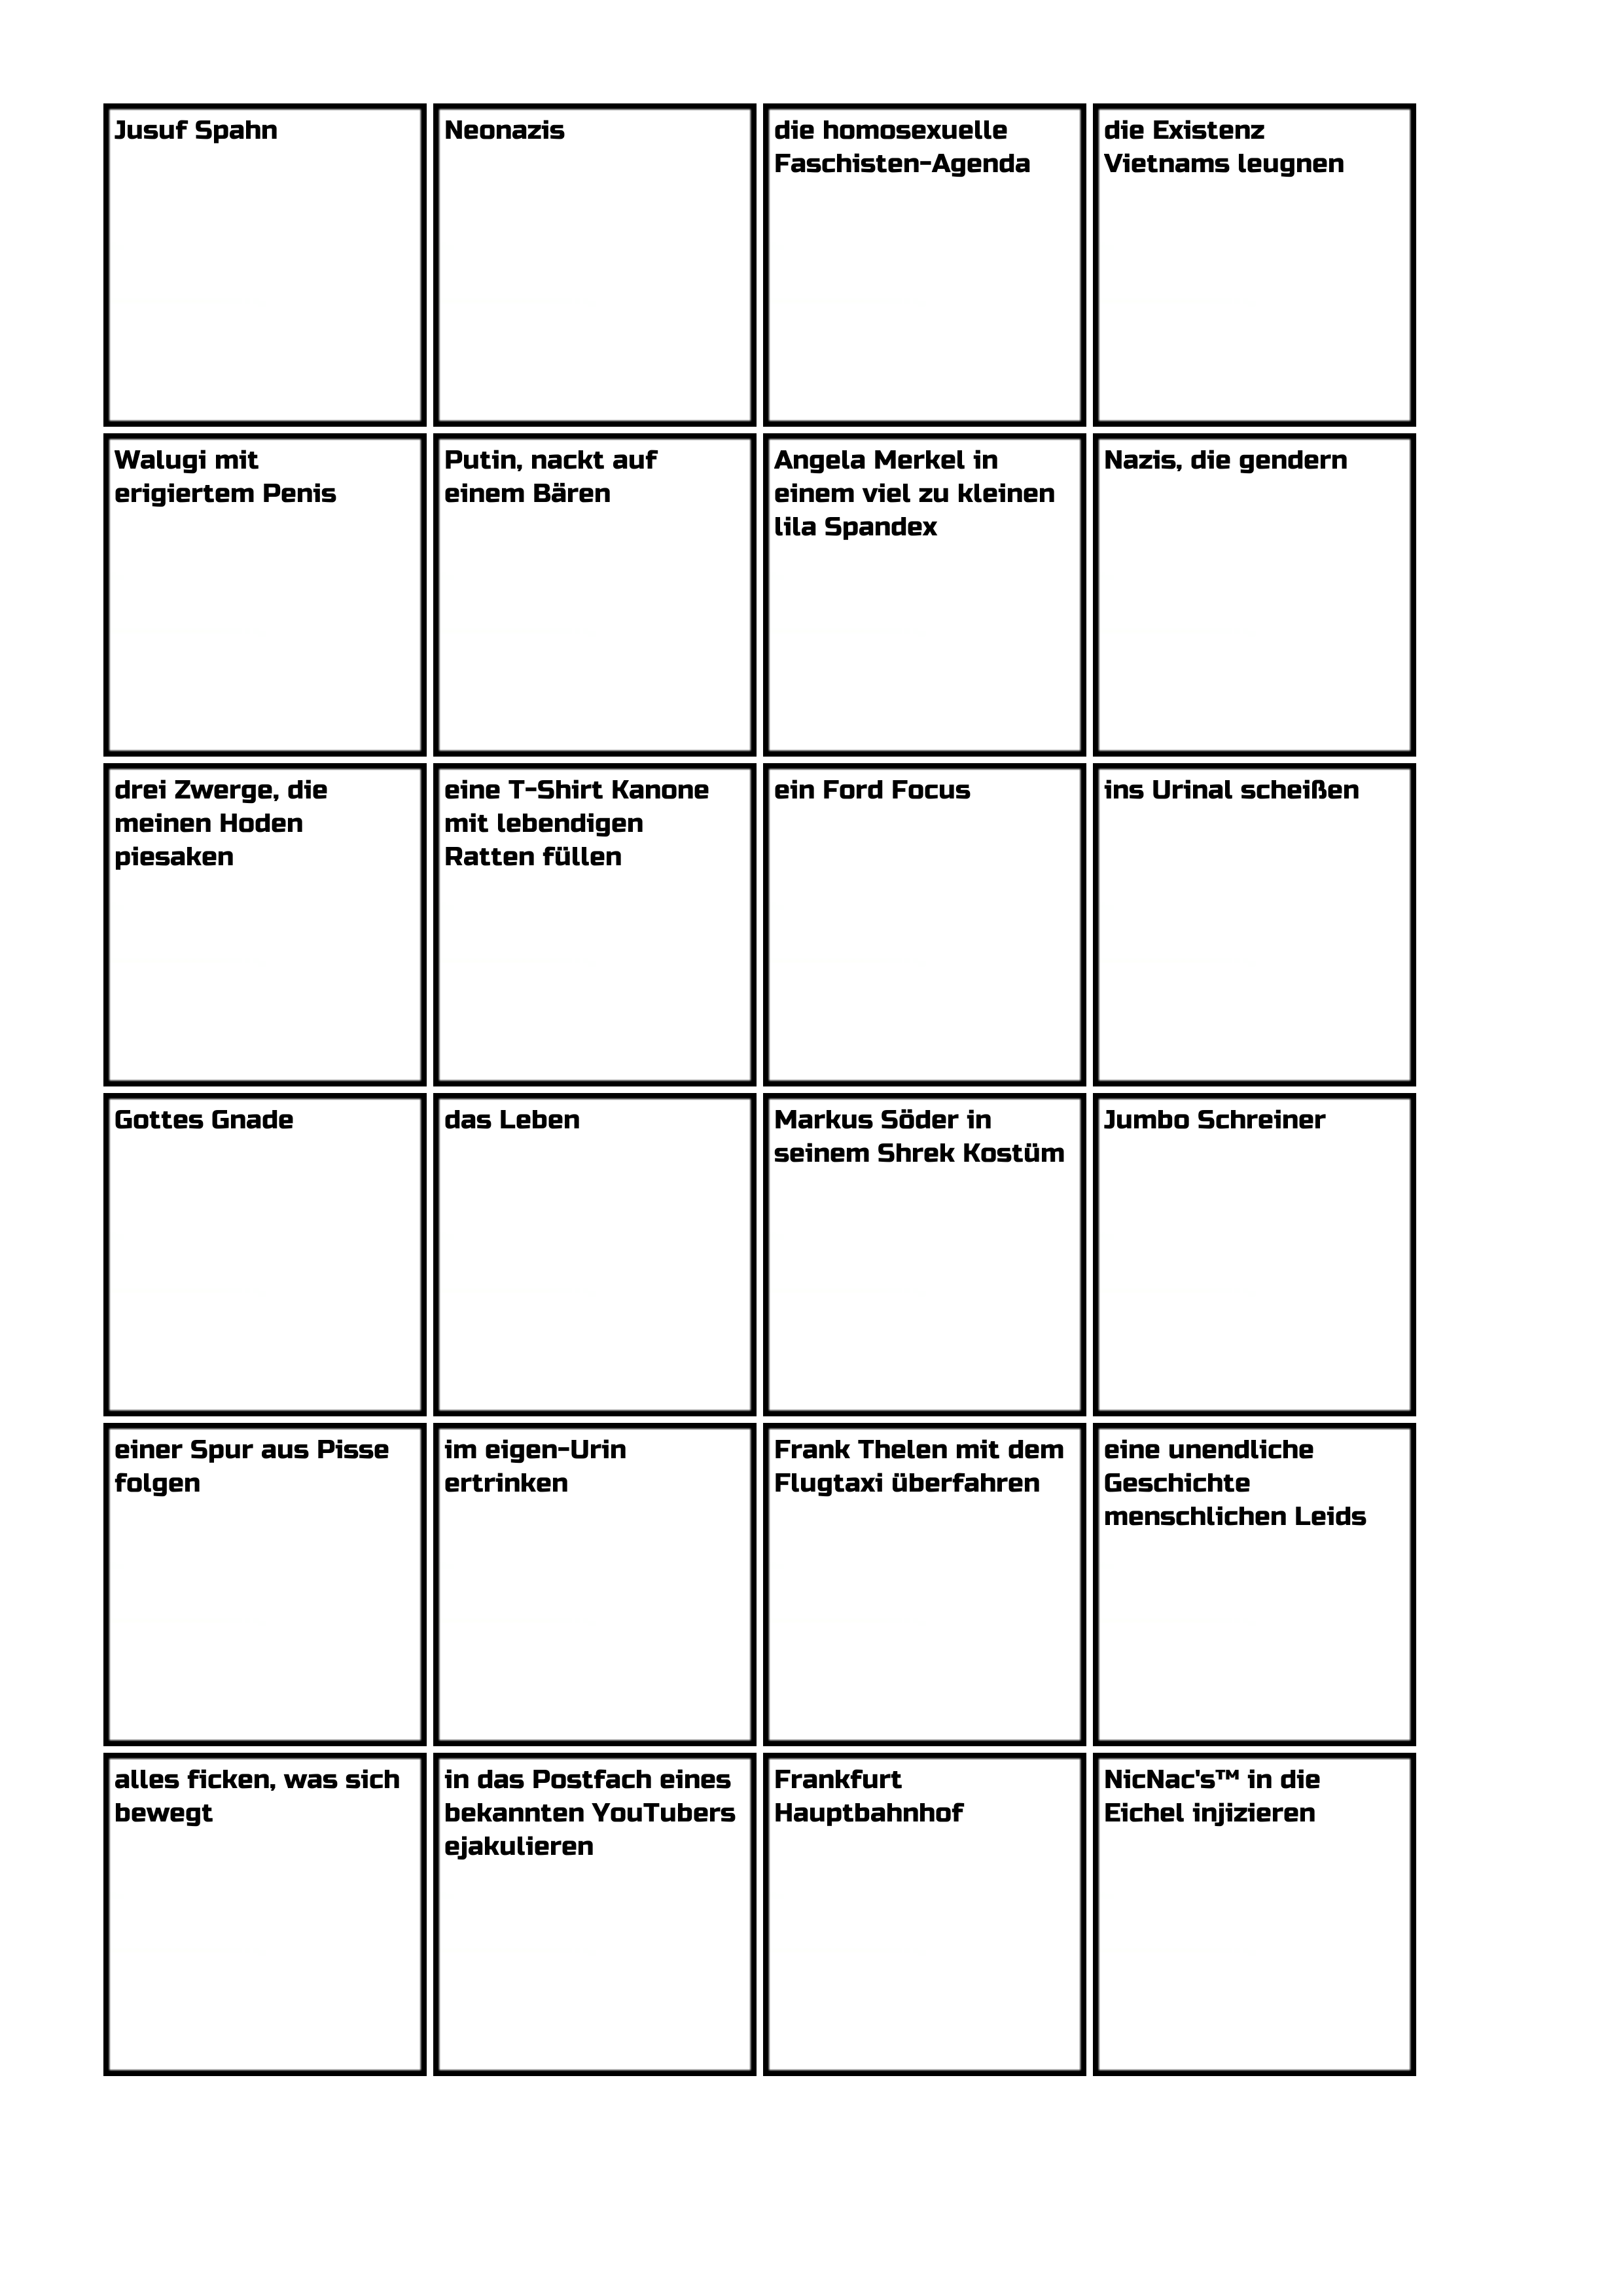 Jusuf Spahn
Neonazis
die homosexuelle
Faschisten-Agenda
die Existenz
Vietnams leugnen
Walugi mit
erigiertem Penis
Putin, nackt auf
einem Bären
Angela Merkel in
einem viel zu kleinen
lila Spandex
Nazis, die gendern
drei Zwerge, die
meinen Hoden
piesaken
eine T-Shirt Kanone
mit lebendigen
Ratten füllen
ein Ford Focus
ins Urinal scheißen
Gottes Gnade
das Leben
Markus Söder in
seinem Shrek Kostüm
Jumbo Schreiner
einer Spur aus Pisse
folgen
im eigen-Urin
ertrinken
Frank Thelen mit dem
Flugtaxi überfahren
eine unendliche
Geschichte
menschlichen Leids
alles ficken, was sich
bewegt
in das Postfach eines
bekannten YouTubers
ejakulieren
Frankfurt
Hauptbahnhof
NicNac's™ in die
Eichel injizieren